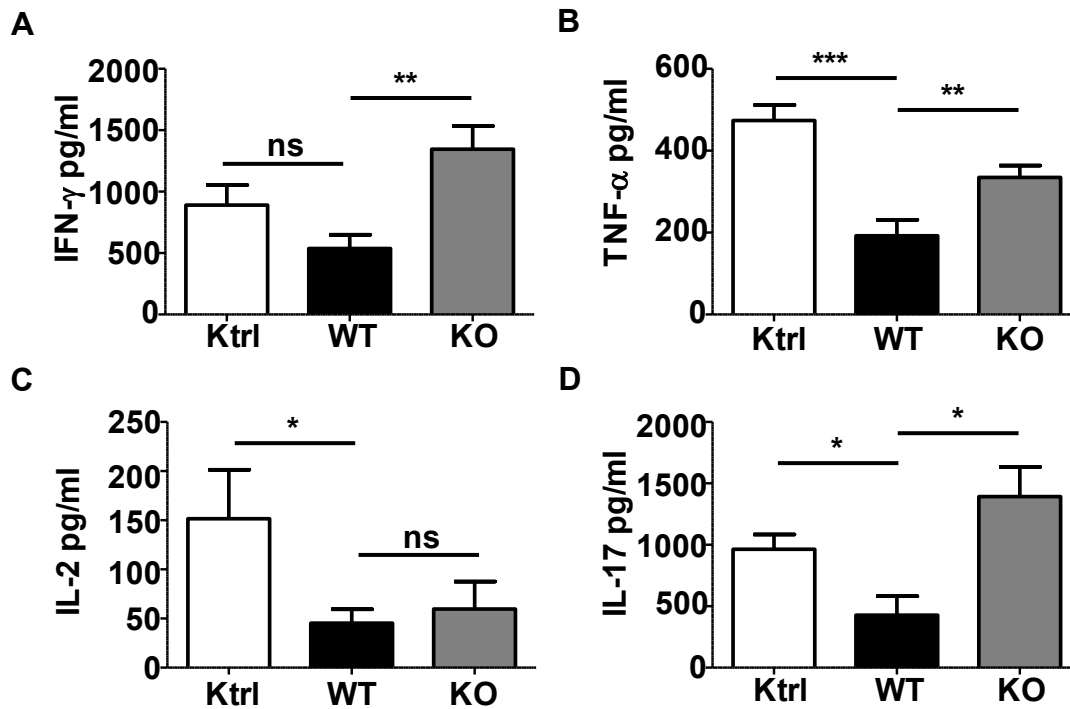 A
IFN-γ pg/ml
2000
1500
1000
500
0
ns
**
Ktrl WT KO
B
TNF-α pg/ml
600
400
200
0
***
**
Ktrl WT KO
C
IL-2 pg/ml
250
200
150
100
50
0
*
ns
Ktrl WT KO
D
IL-17 pg/ml
2000
1500
1000
500
0
*
*
Ktrl WT KO